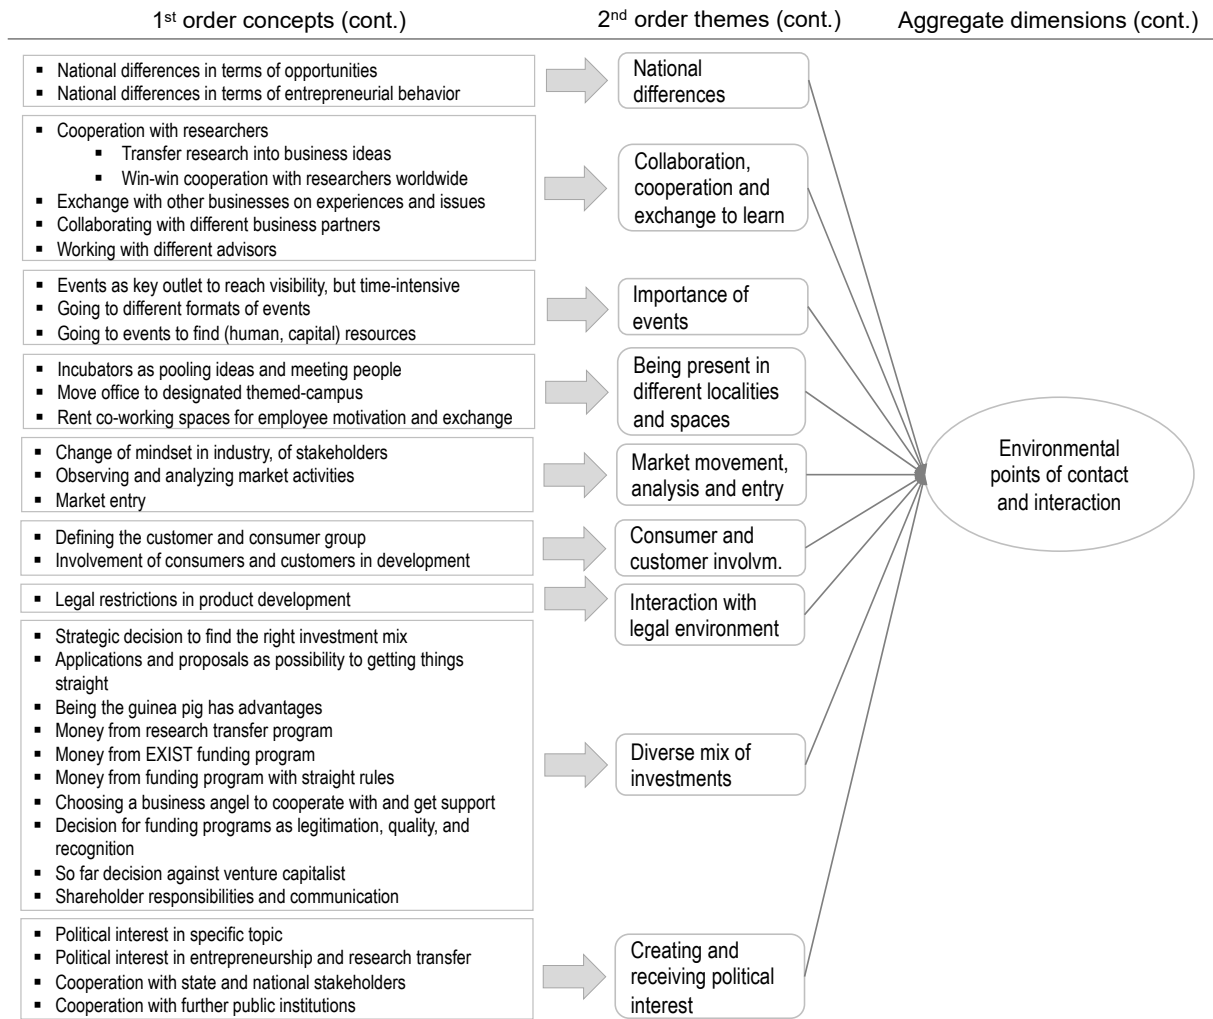 1st order concepts (cont.)
2nd order themes (cont.)
Aggregate dimensions (cont.)
▪ National differences in terms of opportunities
▪ National differences in terms of entrepreneurial behavior
National
differences
▪ Cooperation with researchers
▪ Transfer research into business ideas
▪ Win-win cooperation with researchers worldwide
▪ Exchange with other businesses on experiences and issues
▪ Collaborating with different business partners
▪ Working with different advisors
Collaboration,
cooperation and
exchange to learn
▪ Events as key outlet to reach visibility, but time-intensive
▪ Going to different formats of events
▪ Going to events to find (human, capital) resources
Importance of
events
▪ Incubators as pooling ideas and meeting people
▪ Move office to designated themed-campus
▪ Rent co-working spaces for employee motivation and exchange
Being present in
different localities
and spaces
▪ Change of mindset in industry, of stakeholders
▪ Observing and analyzing market activities
▪ Market entry
Market movement,
analysis and entry
▪ Defining the customer and consumer group
▪ Involvement of consumers and customers in development
Consumer and
customer involvm.
▪ Legal restrictions in product development
Interaction with
legal environment
▪ Strategic decision to find the right investment mix
▪ Applications and proposals as possibility to getting things
straight
▪ Being the guinea pig has advantages
▪ Money from research transfer program
▪ Money from EXIST funding program
▪ Money from funding program with straight rules
▪ Choosing a business angel to cooperate with and get support
▪ Decision for funding programs as legitimation, quality, and
recognition
▪ So far decision against venture capitalist
▪ Shareholder responsibilities and communication
Diverse mix of
investments
▪ Political interest in specific topic
▪ Political interest in entrepreneurship and research transfer
▪ Cooperation with state and national stakeholders
▪ Cooperation with further public institutions
Creating and
receiving political
interest
Environmental
points of contact
and interaction